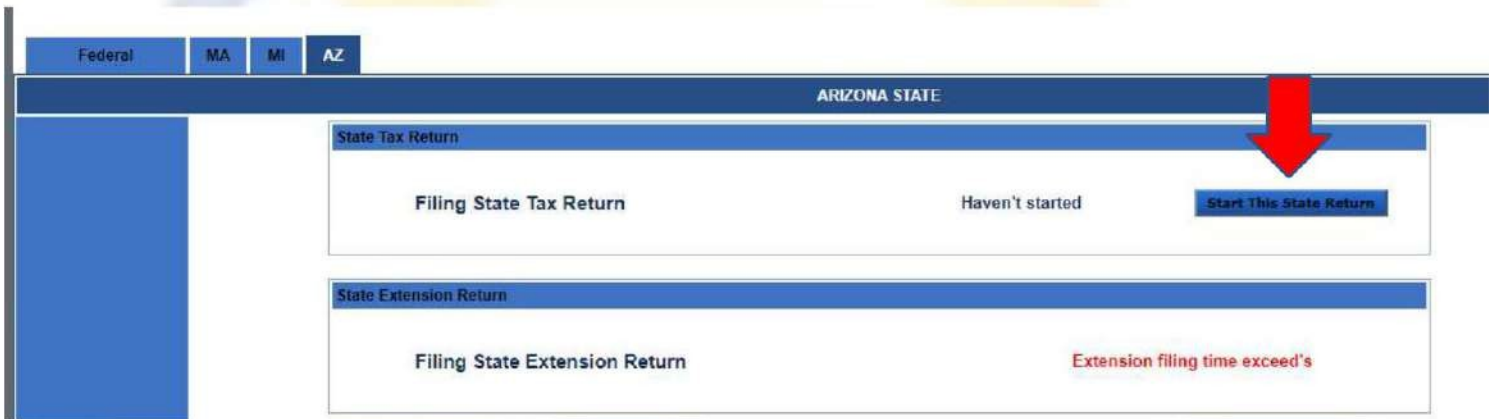 Federal MA MI AZ
ARIZONA STATE
State Tax Return
Filing State Tax Return Haven't started Start This State Return
State Extension Return
Filing State Extension Return Extension filing time exceed's